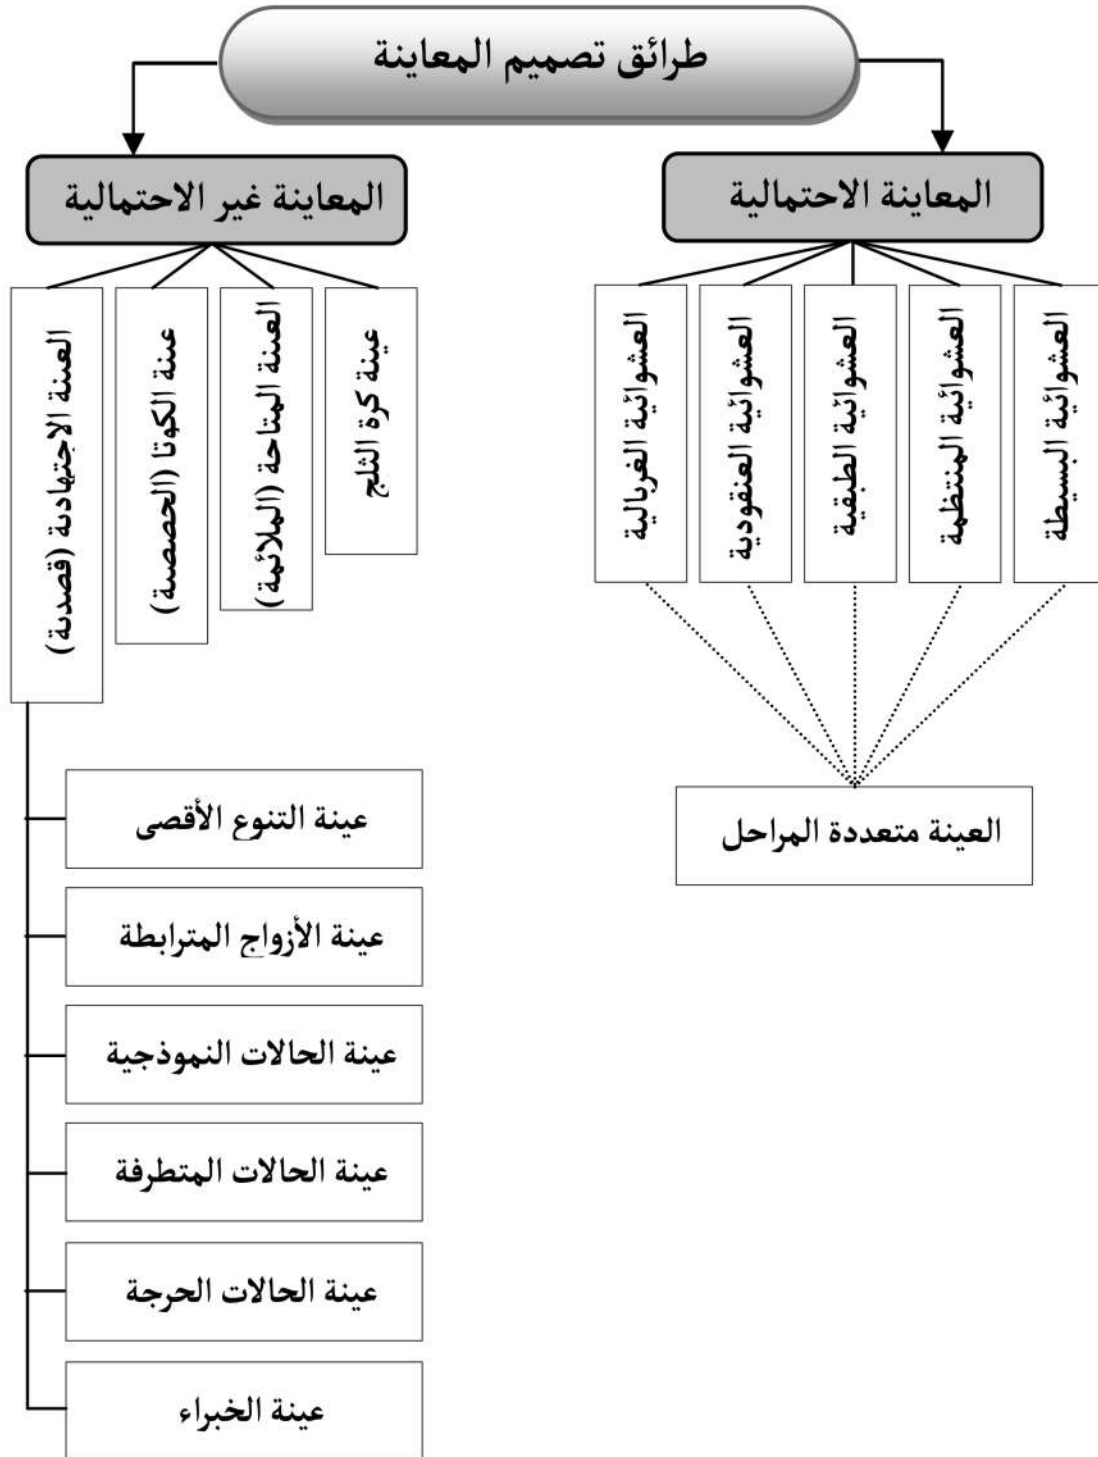 طرائق تصميم المعاينة
المعاينة الاحتمالية
المعاينة غير الاحتمالية
العشوائية البسيطة
العشوائية المنتظمة
العشوائية الطبقية
العشوائية العنقودية
العشوائية الغربالية
عينة كرة الثلج
العينة المتاحة (الملائمة)
عينة الكوتا (الحصصية)
العينة الاجتهادية (قصدية)
العينة متعددة المراحل
عينة التنوع الأقصى
عينة الأزواج المترابطة
عينة الحالات النموذجية
عينة الحالات المتطرفة
عينة الحالات الحرجة
عينة الخبراء